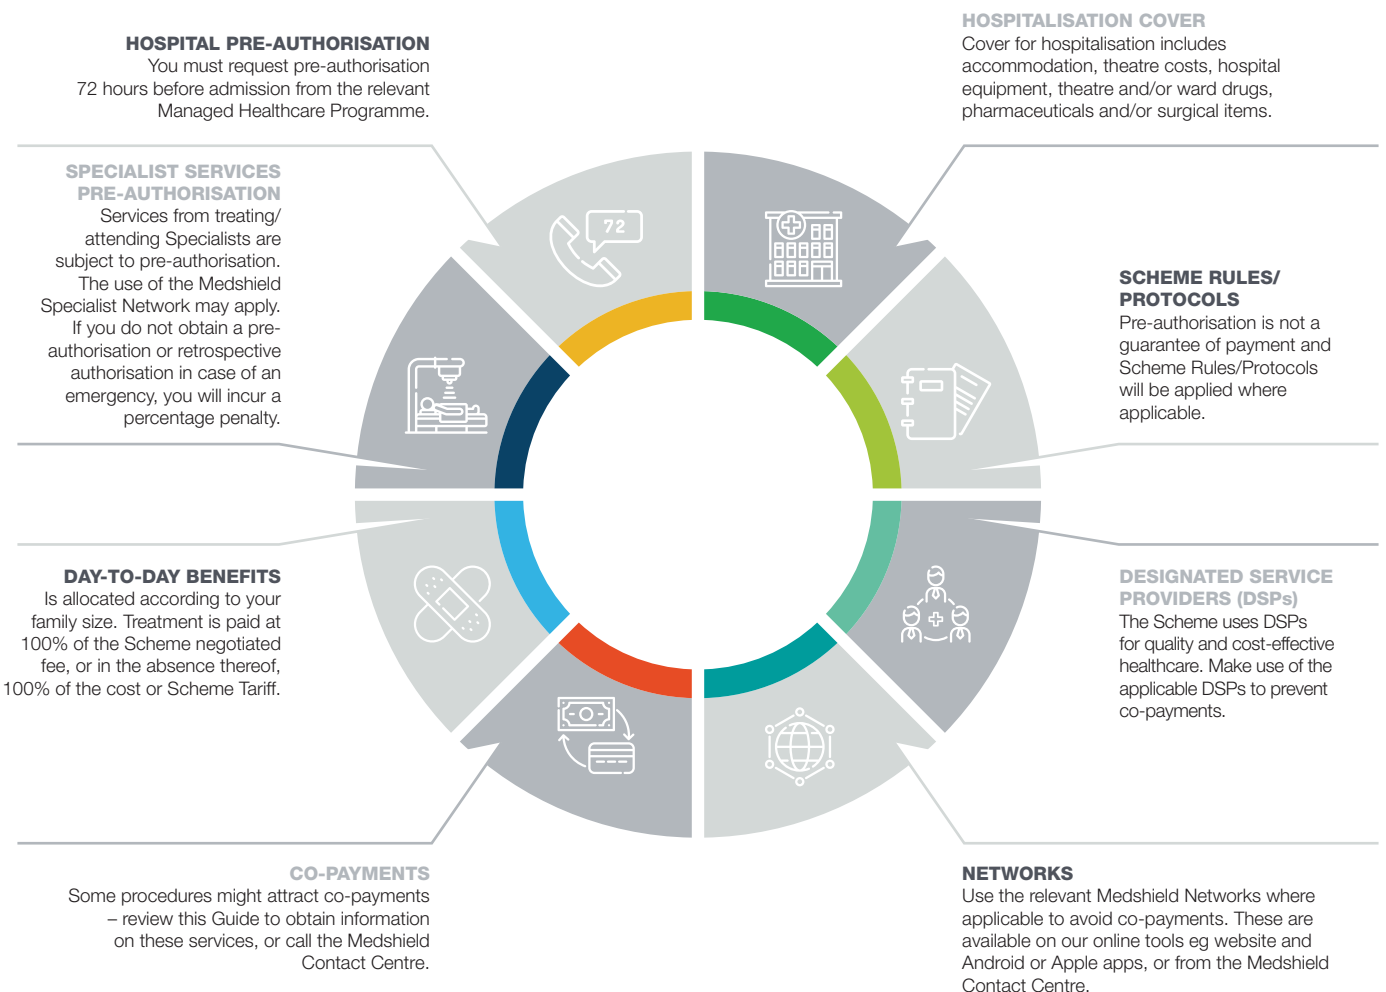 HOSPITAL PRE-AUTHORISATION
You must request pre-authorisation
72 hours before admission from the relevant
Managed Healthcare Programme.
SPECIALIST SERVICES
PRE-AUTHORISATION
Services from treating/
attending Specialists are
subject to pre-authorisation.
The use of the Medshield
Specialist Network may apply.
If you do not obtain a pre-
authorisation or retrospective
authorisation in case of an
emergency, you will incur a
percentage penalty.
DAY-TO-DAY BENEFITS
Is allocated according to your
family size. Treatment is paid at
100% of the Scheme negotiated
fee, or in the absence thereof,
100% of the cost or Scheme Tariff.
CO-PAYMENTS
Some procedures might attract co-payments
– review this Guide to obtain information
on these services, or call the Medshield
Contact Centre.
72
HOSPITALISATION COVER
Cover for hospitalisation includes
accommodation, theatre costs, hospital
equipment, theatre and/or ward drugs,
pharmaceuticals and/or surgical items.
SCHEME RULES/
PROTOCOLS
Pre-authorisation is not a
guarantee of payment and
Scheme Rules/Protocols
will be applied where
applicable.
DESIGNATED SERVICE
PROVIDERS (DSPs)
The Scheme uses DSPs
for quality and cost-effective
healthcare. Make use of the
applicable DSPs to prevent
co-payments.
NETWORKS
Use the relevant Medshield Networks where
applicable to avoid co-payments. These are
available on our online tools eg website and
Android or Apple apps, or from the Medshield
Contact Centre.